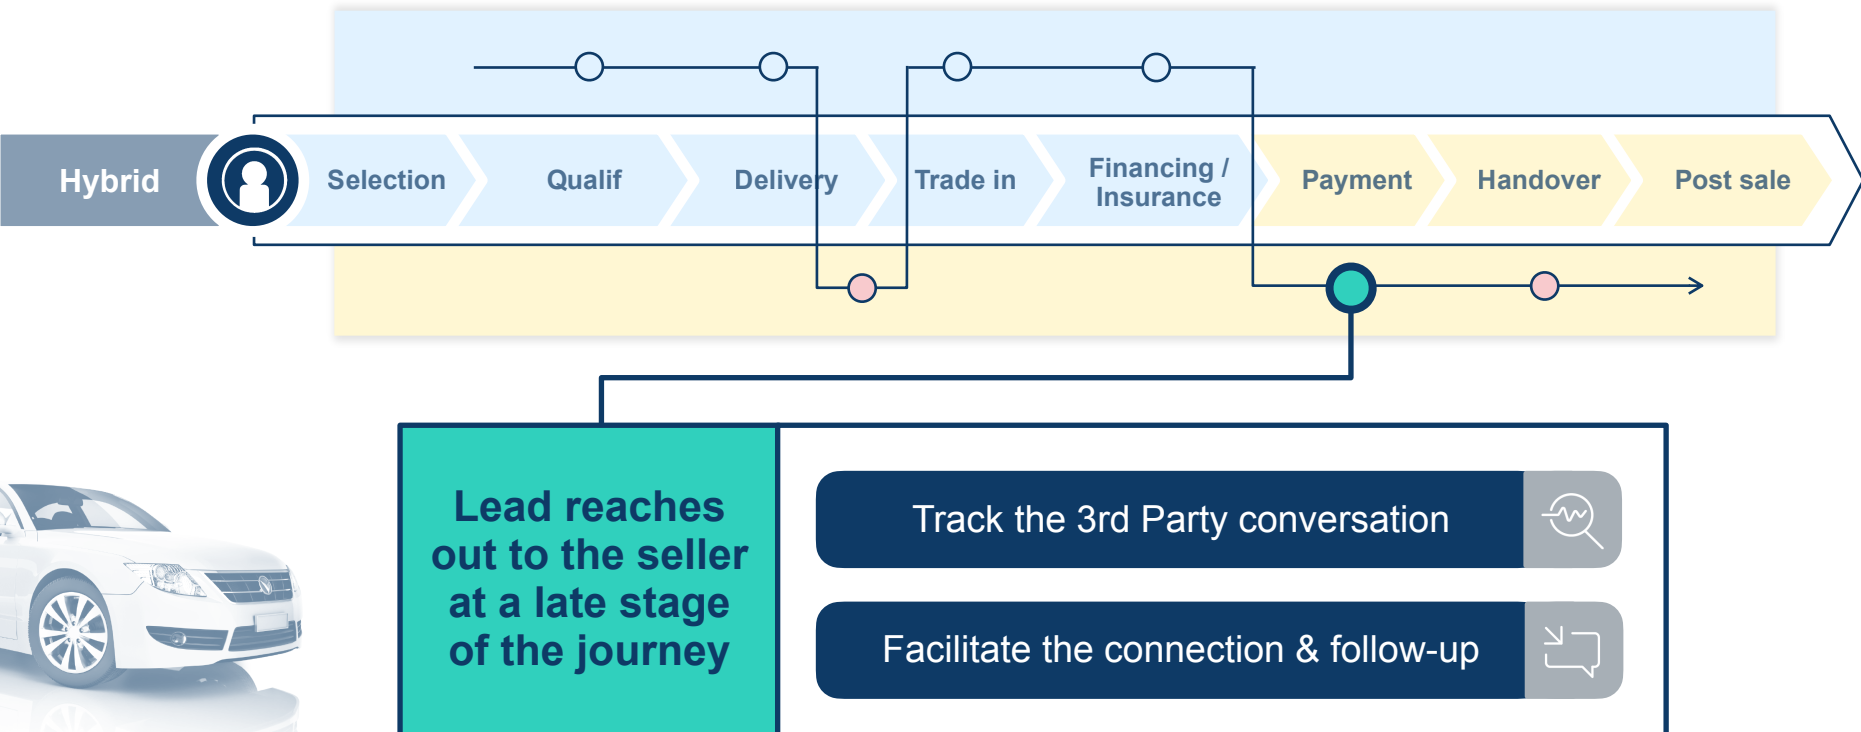 Hybrid
Selection
Qualif
Delivery
Trade in
Financing /
Insurance
Payment
Handover
Post sale
Lead reaches
out to the seller
at a late stage
of the journey
Track the 3rd Party conversation
Facilitate the connection & follow-up